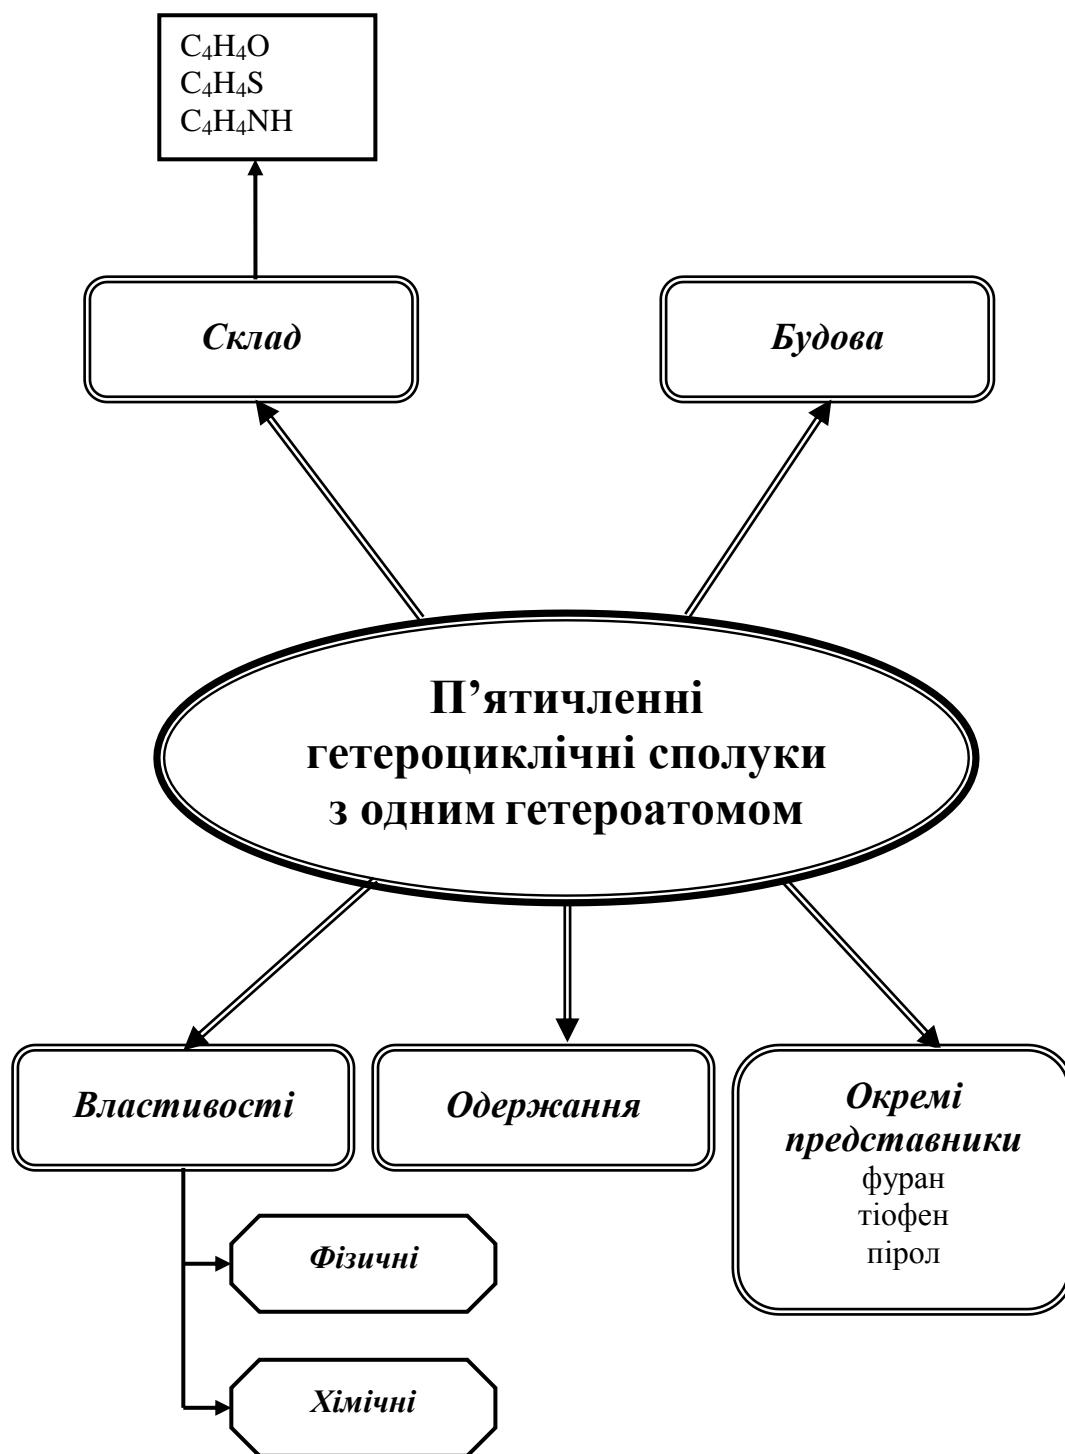 C₄H₄O
C₄H₄S
C₄H₄NH
Склад
Будова
П’ятичленні
гетероциклічні сполуки
з одним гетероатомом
Властивості
Одержання
Окремі
представники
фуран
тіофен
пірол
Фізичні
Хімічні